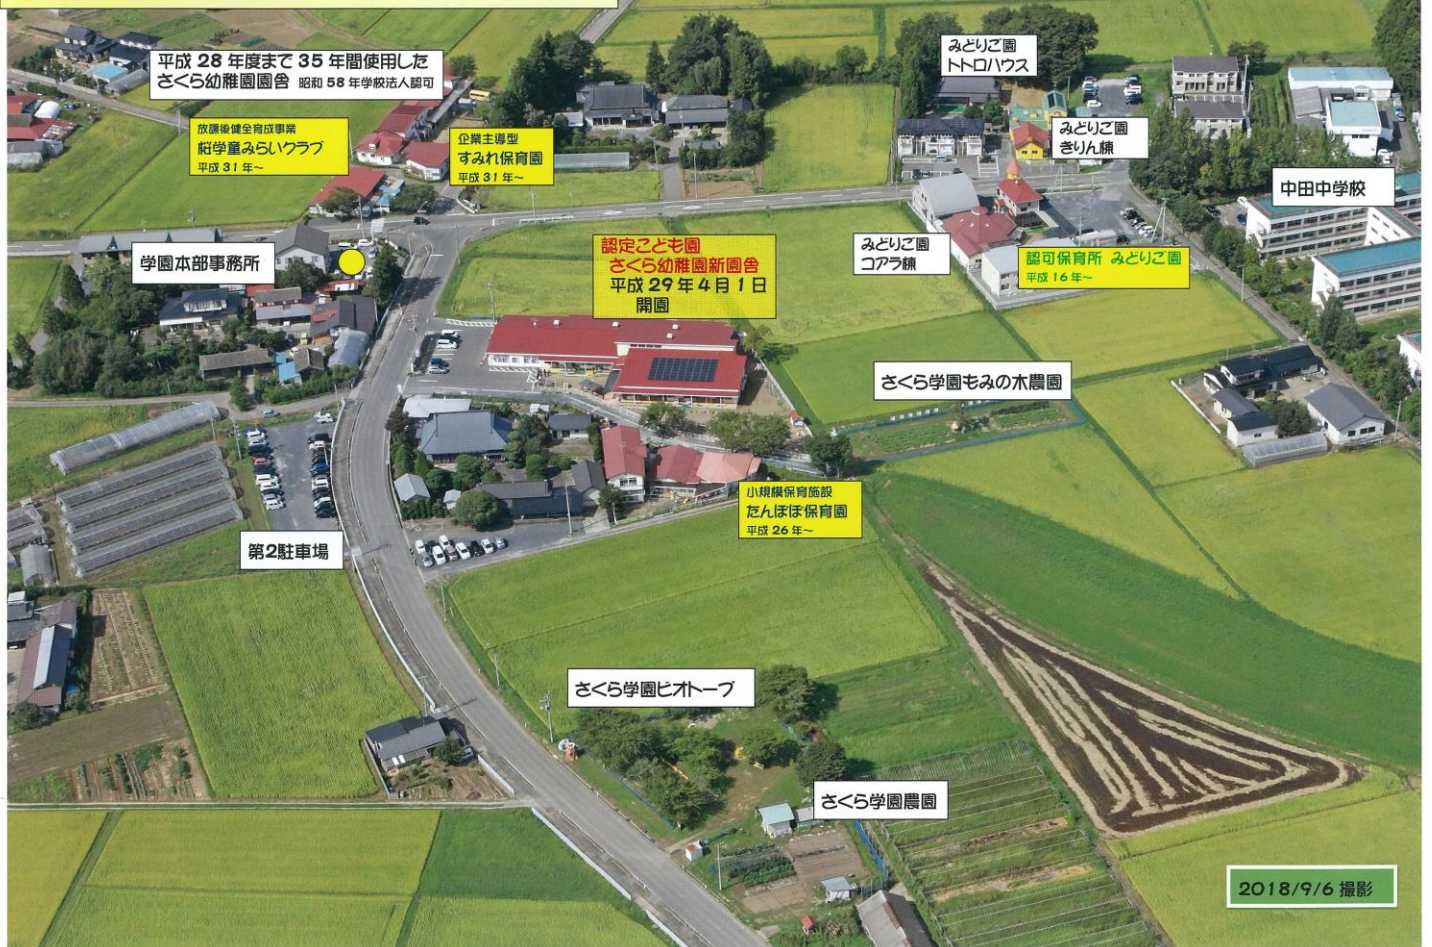 平成 28 年度まで 35 年間使用した
さくら幼稚園園舎 昭和 58 年学校法人認可
放課後健全育成事業
桜学童みらいクラブ
平成 31 年~
企業主導型
すみれ保育園
平成 31 年~
みどりご園
トトロハウス
みどりご園
きりん棟
中田中学校
学園本部事務所
認定こども園
さくら幼稚園新園舎
平成 29 年 4 月 1 日
開園
みどりご園
コアラ棟
認可保育所 みどりご園
平成 16 年~
さくら学園もみの木農園
小規模保育施設
たんぽぽ保育園
平成 26 年~
第2駐車場
さくら学園ビオトープ
さくら学園農園
2018/9/6 撮影